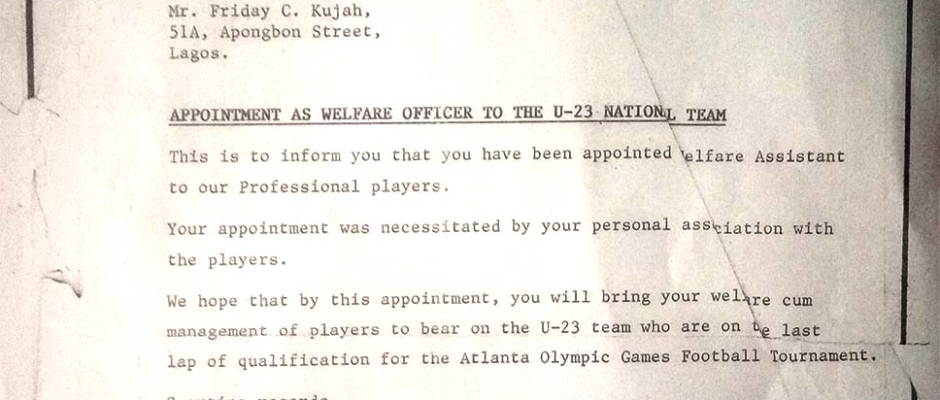 Mr. Friday C. Kujah,
51A, Apongbon Street,
Lagos.
APPOINTMENT AS WELFARE OFFICER TO THE U-23 NATIONL TEAM
This is to inform you that you have been appointed elfare Assistant
to our Professional players.
Your appointment was necessitated by your personal assciation with
the players.
We hope that by this appointment, you will bring your welare cum
management of players to bear on the U-23 team who are on te last
lap of qualification for the Atlanta Olympic Games Football Tournament.